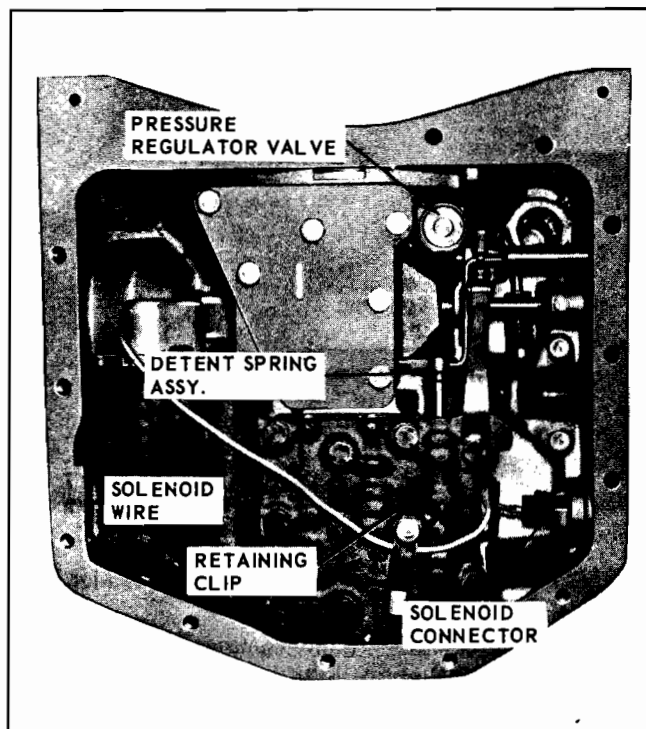 PRESSURE
REGULATOR VALVE
DETENT SPRING
ASSY.
SOLENOID
WIRE
RETAINING
CLIP
SOLENOID
CONNECTOR